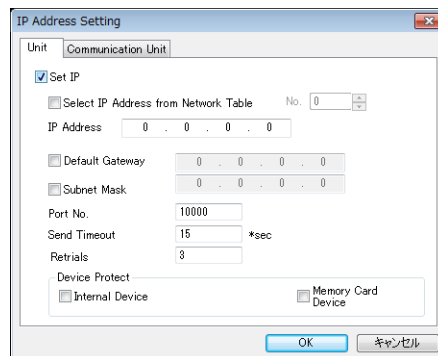 IP Address Setting
Unit
Communication Unit
Set IP
Select IP Address from Network Table No. 0
IP Address 0 . 0 . 0 . 0
Default Gateway 0 . 0 . 0 . 0
Subnet Mask 0 . 0 . 0 . 0
Port No. 10000
Send Timeout 15 *sec
Retrials 3
Device Protect
Internal Device
Memory Card
Device
OK
キャンセル